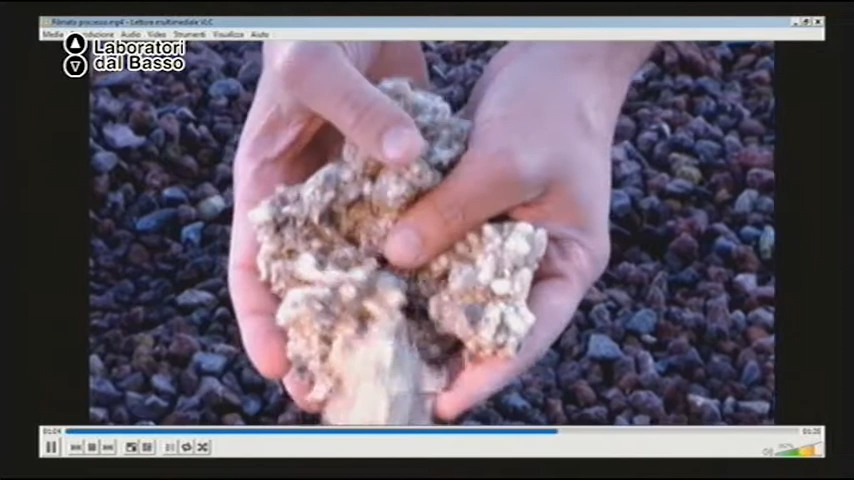 Filmato processo.mp4 - Lettore multimediale VLC
Media
Audio
Video
Strumenti
Visualizza
Aiuto
Laboratori
dal Basso